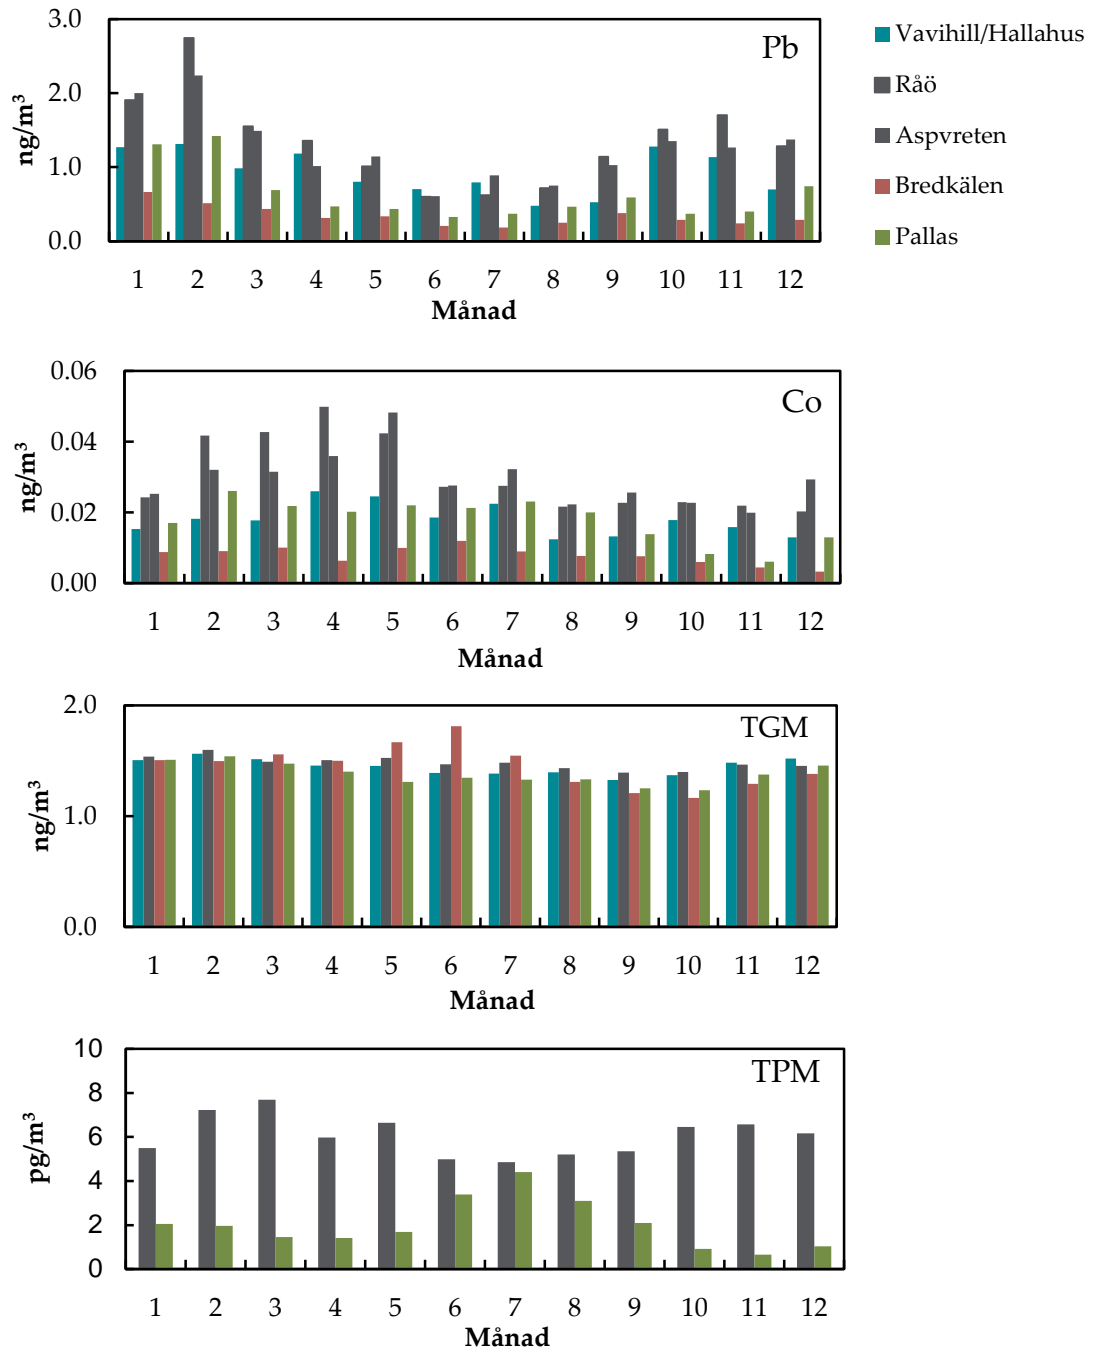 Pb
3.0
2.0
1.0
0.0
ng/m³
1 2 3 4 5 6 7 8 9 10 11 12
Månad
Vavihill/Hallahus
Råö
Aspvreten
Bredkälen
Pallas
Co
0.06
0.04
0.02
0.00
ng/m³
1 2 3 4 5 6 7 8 9 10 11 12
Månad
TGM
2.0
1.0
0.0
ng/m³
1 2 3 4 5 6 7 8 9 10 11 12
Månad
TPM
10
8
6
4
2
0
pg/m³
1 2 3 4 5 6 7 8 9 10 11 12
Månad